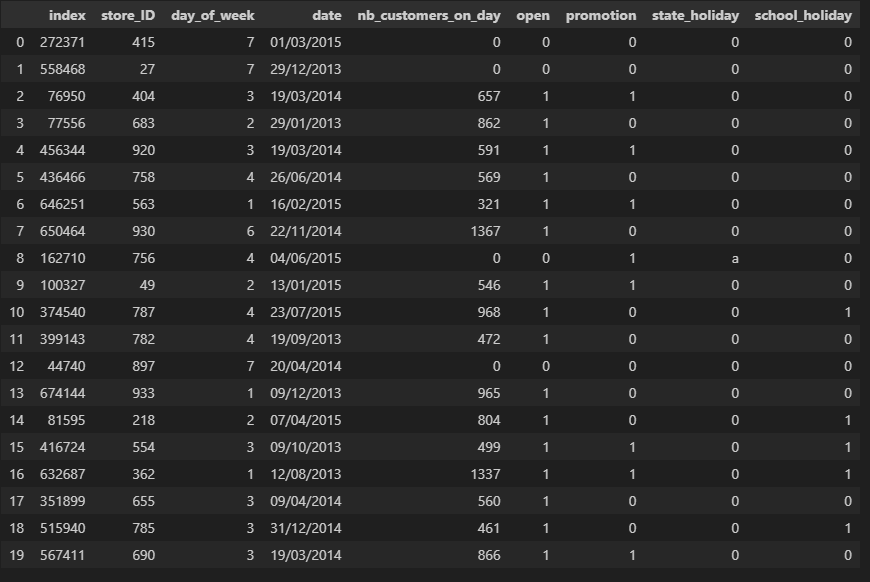 index store_ID day_of_week date nb_customers_on_day open promotion state_holiday school_holiday
0 272371 415 7 01/03/2015 0 0 0 0 0
1 558468 27 7 29/12/2013 0 0 0 0 0
2 76950 404 3 19/03/2014 657 1 1 0 0
3 77556 683 2 29/01/2013 862 1 0 0 0
4 456344 920 3 19/03/2014 591 1 1 0 0
5 436466 758 4 26/06/2014 569 1 0 0 0
6 646251 563 1 16/02/2015 321 1 1 0 0
7 650464 930 6 22/11/2014 1367 1 0 0 0
8 162710 756 4 04/06/2015 0 0 1 a 0
9 100327 49 2 13/01/2015 546 1 1 0 0
10 374540 787 4 23/07/2015 968 1 0 0 1
11 399143 782 4 19/09/2013 472 1 0 0 0
12 44740 897 7 20/04/2014 0 0 0 0 0
13 674144 933 1 09/12/2013 965 1 0 0 0
14 81595 218 2 07/04/2015 804 1 0 0 1
15 416724 554 3 09/10/2013 499 1 1 0 1
16 632687 362 1 12/08/2013 1337 1 1 0 1
17 351899 655 3 09/04/2014 560 1 0 0 0
18 515940 785 3 31/12/2014 461 1 0 0 1
19 567411 690 3 19/03/2014 866 1 1 0 0